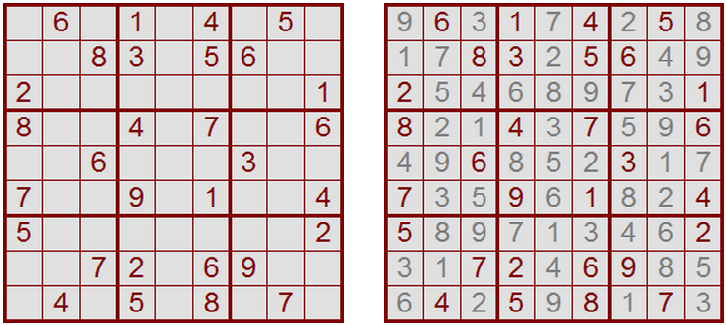 6 1 4 5
8 3 5 6
2 1
8 4 7 6
6 3
7 9 1 4
5 2
7 2 6 9
4 5 8 7
9 6 3 1 7 4 2 5 8
1 7 8 3 2 5 6 4 9
2 5 4 6 8 9 7 3 1
8 2 1 4 3 7 5 9 6
4 9 6 8 5 2 3 1 7
7 3 5 9 6 1 8 2 4
5 8 9 7 1 3 4 6 2
3 1 7 2 4 6 9 8 5
6 4 2 5 9 8 1 7 3